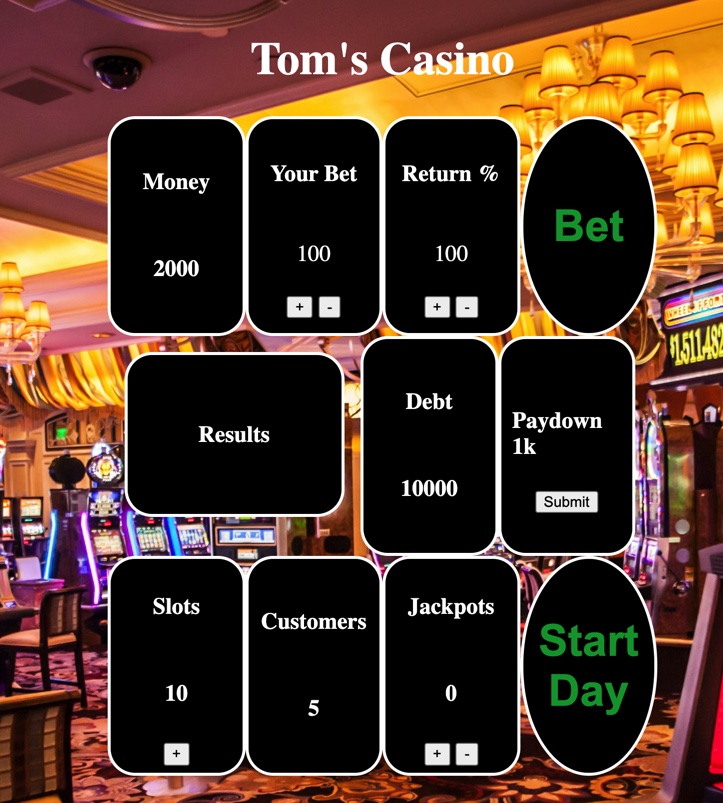 Tom's Casino
Money
2000
Your Bet
100
+ -
Return %
100
+ -
Bet
Results
Debt
10000
Paydown
1k
Submit
Slots
10
+
Customers
5
Jackpots
0
+ -
Start
Day